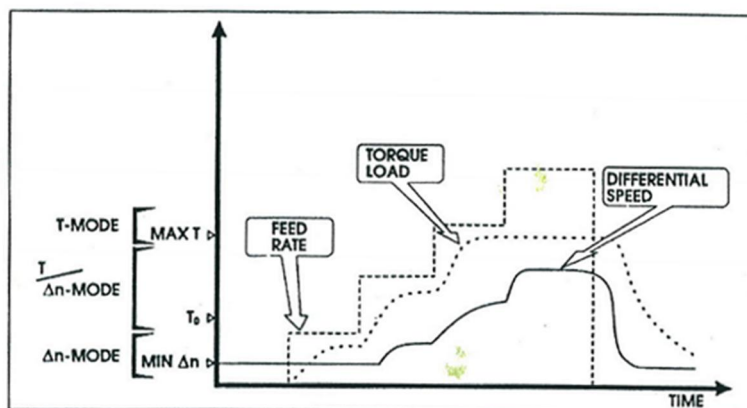 TORQUE
LOAD
DIFFERENTIAL
SPEED
FEED
RATE
T-MODE
MAX T
T
Δn-MODE
T₀
Δn-MODE
MIN Δn
TIME